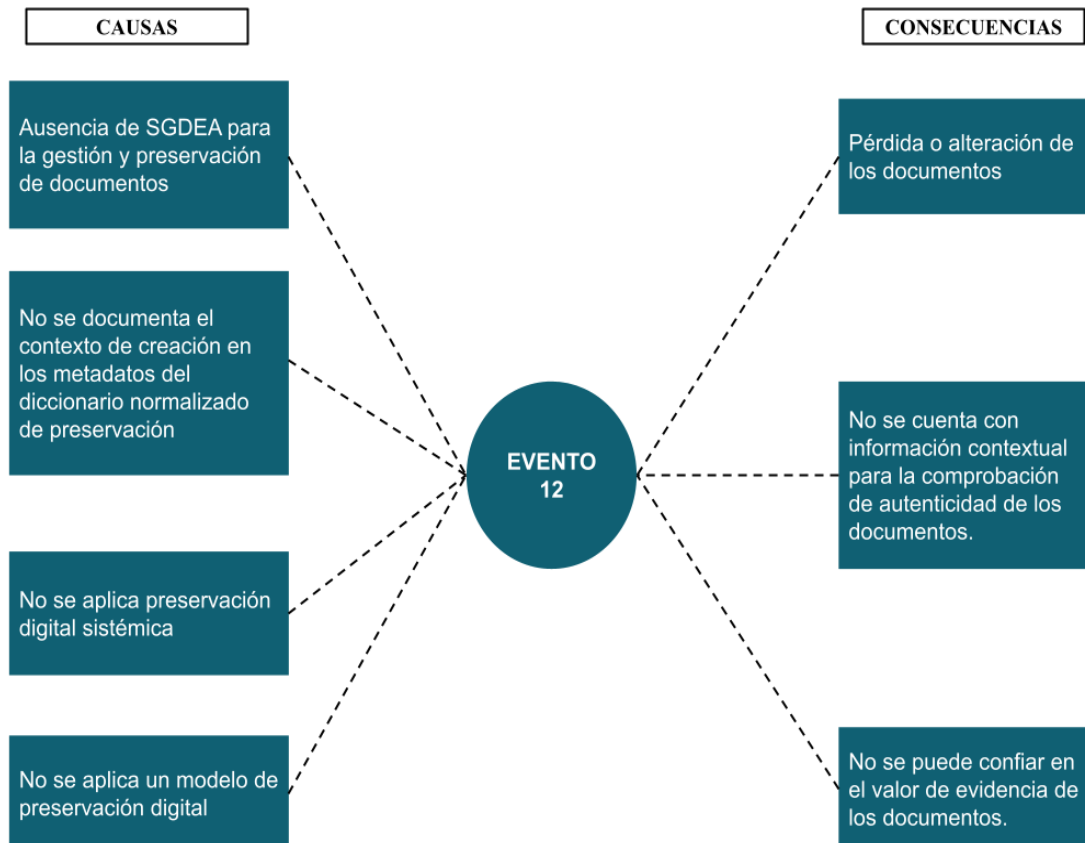 CAUSAS
Ausencia de SGDEA para
la gestión y preservación
de documentos
No se documenta el
contexto de creación en
los metadatos del
diccionario normalizado
de preservación
No se aplica preservación
digital sistémica
No se aplica un modelo de
preservación digital
EVENTO
12
CONSECUENCIAS
Pérdida o alteración de
los documentos
No se cuenta con
información contextual
para la comprobación
de autenticidad de los
documentos.
No se puede confiar en
el valor de evidencia de
los documentos.